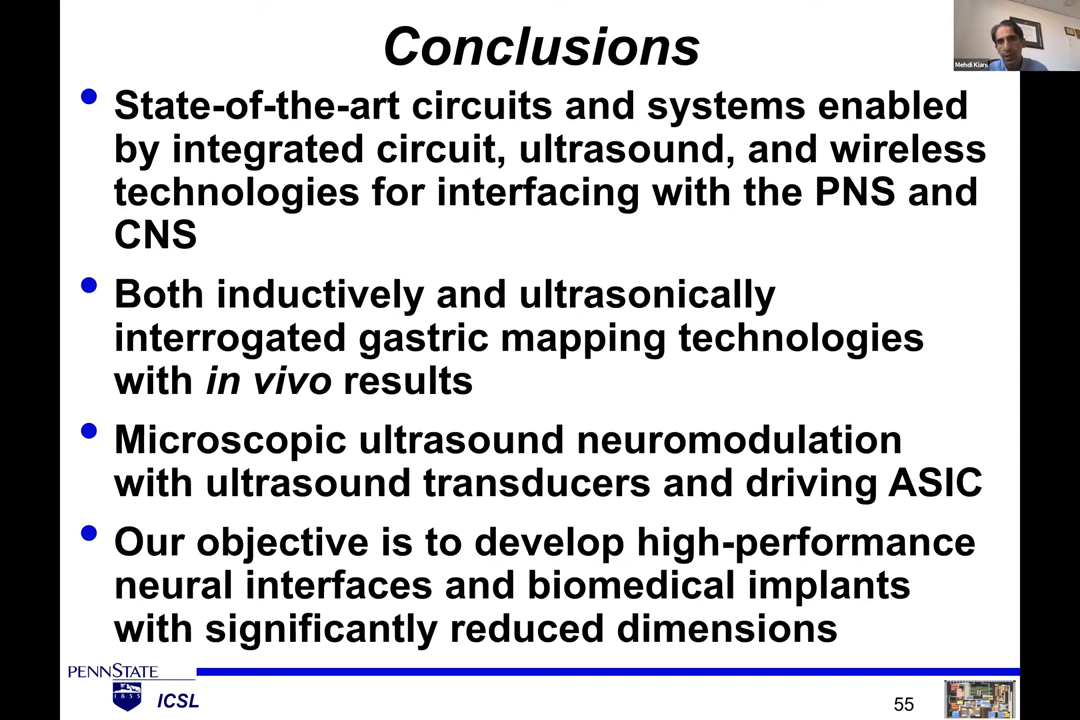 Conclusions
Mehdi Kiani
• State-of-the-art circuits and systems enabled
by integrated circuit, ultrasound, and wireless
technologies for interfacing with the PNS and
CNS
• Both inductively and ultrasonically
interrogated gastric mapping technologies
with in vivo results
• Microscopic ultrasound neuromodulation
with ultrasound transducers and driving ASIC
• Our objective is to develop high-performance
neural interfaces and biomedical implants
with significantly reduced dimensions
PENNSTATE
1855
ICSL
55